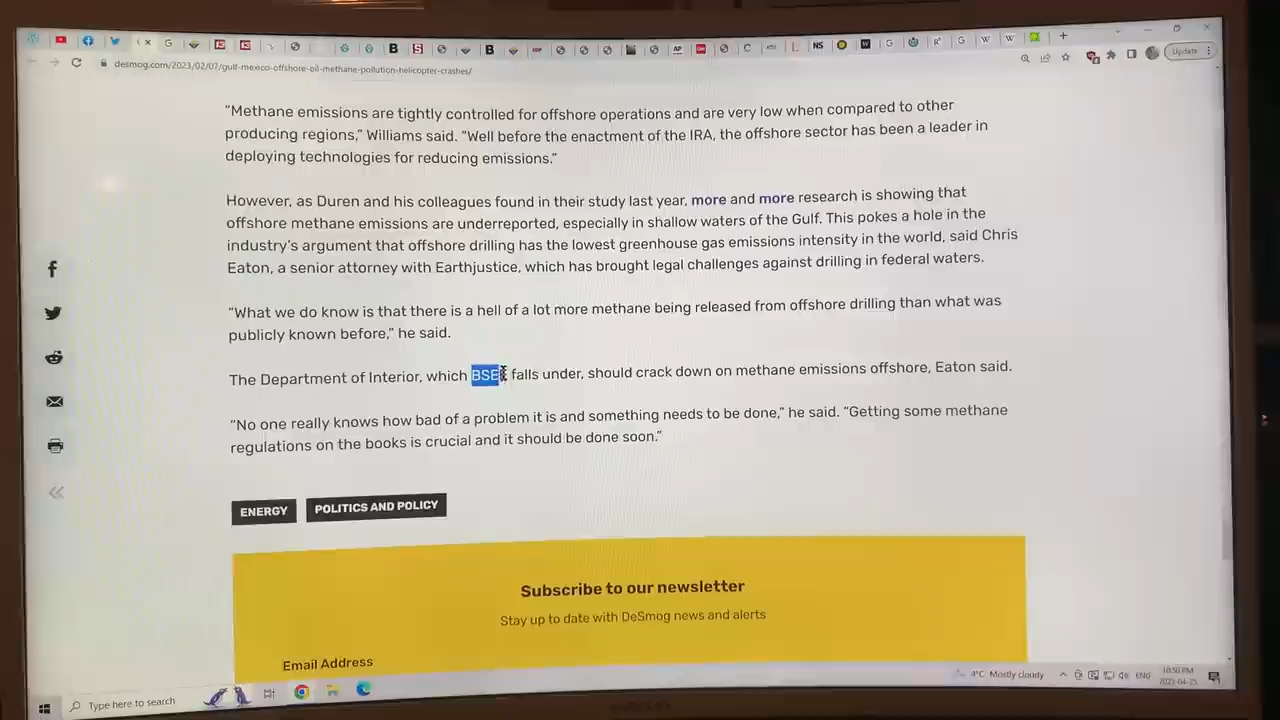 desmog.com/2023/02/07/gulf-mexico-offshore-oil-methane-pollution-helicopter-crashes/
Update
"Methane emissions are tightly controlled for offshore operations and are very low when compared to other
producing regions," Williams said. "Well before the enactment of the IRA, the offshore sector has been a leader in
deploying technologies for reducing emissions."
However, as Duren and his colleagues found in their study last year, more and more research is showing that
offshore methane emissions are underreported, especially in shallow waters of the Gulf. This pokes a hole in the
industry's argument that offshore drilling has the lowest greenhouse gas emissions intensity in the world, said Chris
Eaton, a senior attorney with Earthjustice, which has brought legal challenges against drilling in federal waters.
"What we do know is that there is a hell of a lot more methane being released from offshore drilling than what was
publicly known before," he said.
The Department of Interior, which BSEE falls under, should crack down on methane emissions offshore, Eaton said.
"No one really knows how bad of a problem it is and something needs to be done," he said. "Getting some methane
regulations on the books is crucial and it should be done soon."
ENERGY POLITICS AND POLICY
Subscribe to our newsletter
Stay up to date with DeSmog news and alerts
Email Address
Type here to search
4°C Mostly cloudy
ENG
10:50 PM
2023-04-25